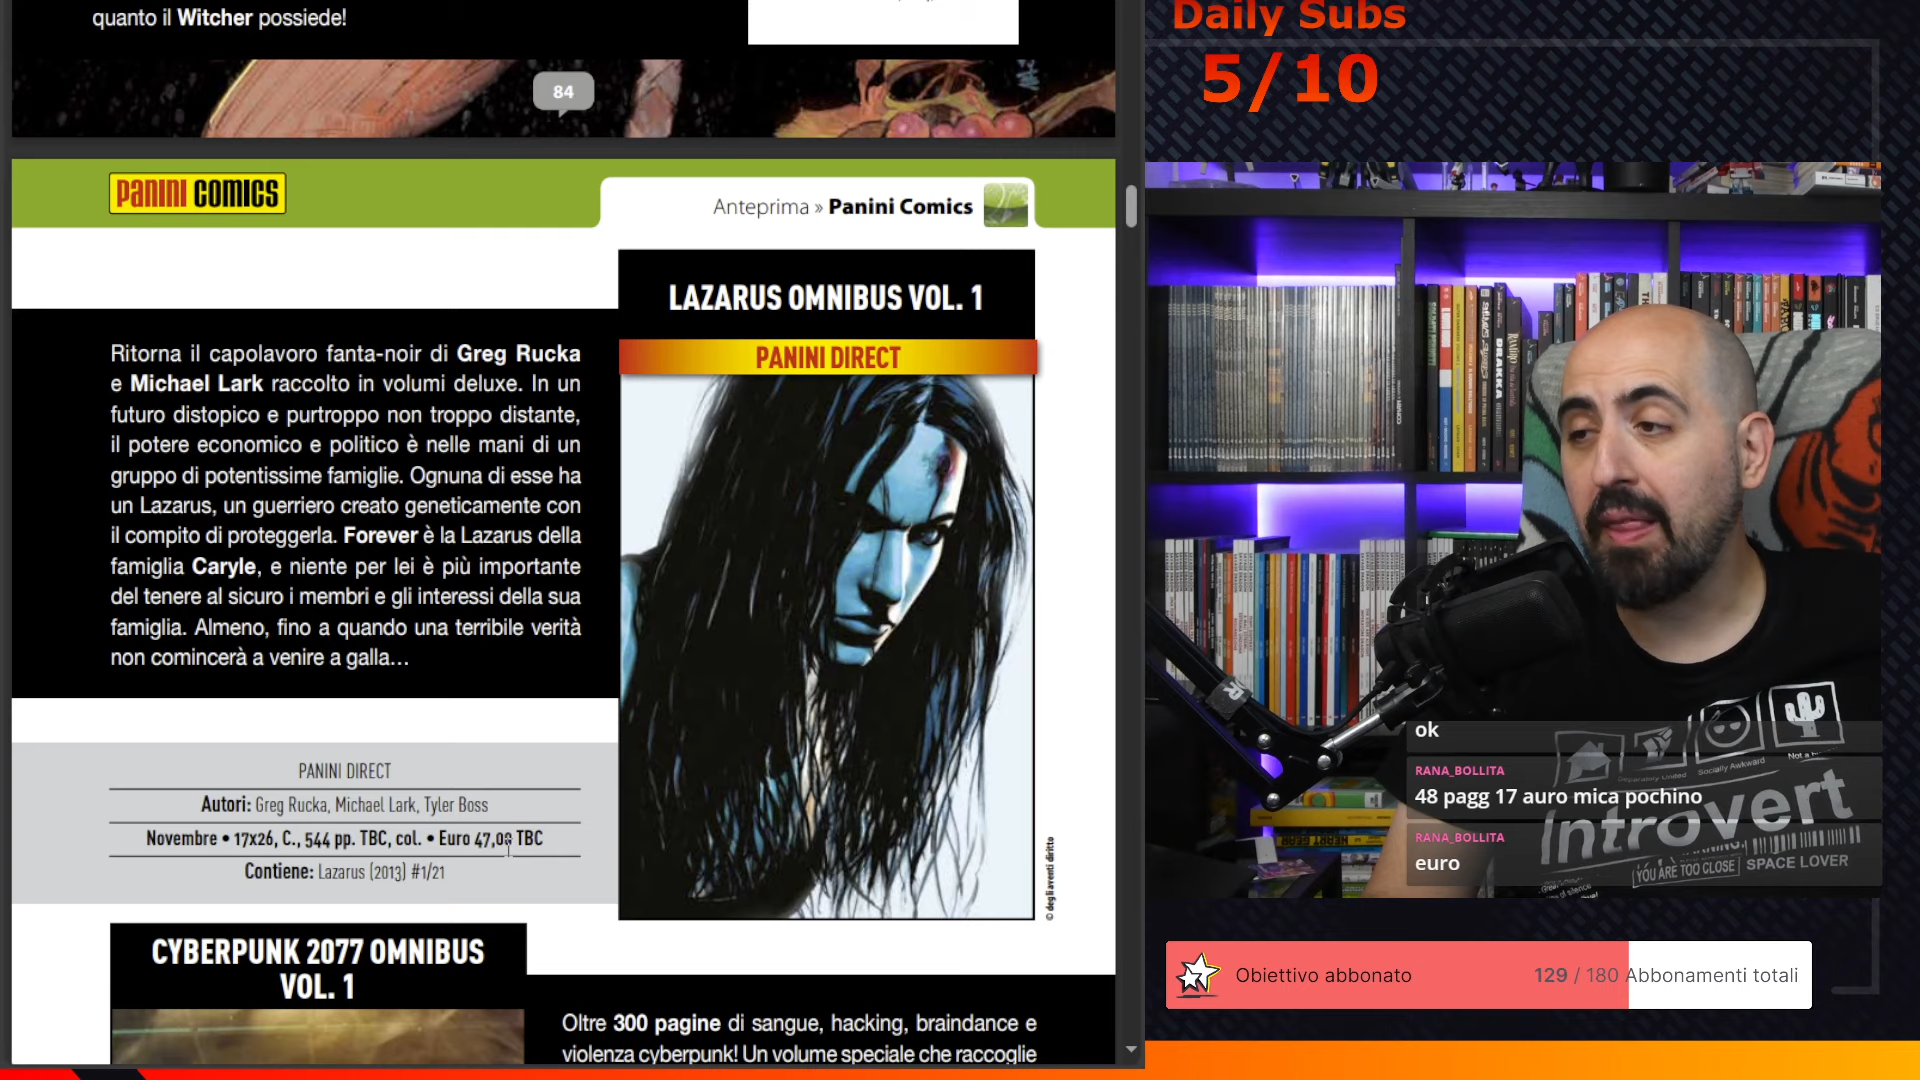 quanto il Witcher possiede!
84
PANINI COMICS
Anteprima » Panini Comics
LAZARUS OMNIBUS VOL. 1
PANINI DIRECT
Ritorna il capolavoro fanta-noir di Greg Rucka
e Michael Lark raccolto in volumi deluxe. In un
futuro distopico e purtroppo non troppo distante,
il potere economico e politico è nelle mani di un
gruppo di potentissime famiglie. Ognuna di esse ha
un Lazarus, un guerriero creato geneticamente con
il compito di proteggerla. Forever è la Lazarus della
famiglia Caryle, e niente per lei è più importante
del tenere al sicuro i membri e gli interessi della sua
famiglia. Almeno, fino a quando una terribile verità
non comincerà a venire a galla...
PANINI DIRECT
Autori: Greg Rucka, Michael Lark, Tyler Boss
Novembre • 17x26, C., 544 pp. TBC, col. • Euro 47,00 TBC
Contiene: Lazarus (2013) #1/21
© degli aventi diritto
CYBERPUNK 2077 OMNIBUS
VOL. 1
Oltre 300 pagine di sangue, hacking, braindance e
violenza cyberpunk! Un volume speciale che raccoglie
Daily Subs
5/10
DRAKKA
ok
RANA_BOLLITA
48 pagg 17 auro mica pochino
RANA_BOLLITA
euro
Socially Awkward
Introvert
WARNING
YOU ARE TOO CLOSE
SPACE LOVER
Obiettivo abbonato
129 / 180 Abbonamenti totali